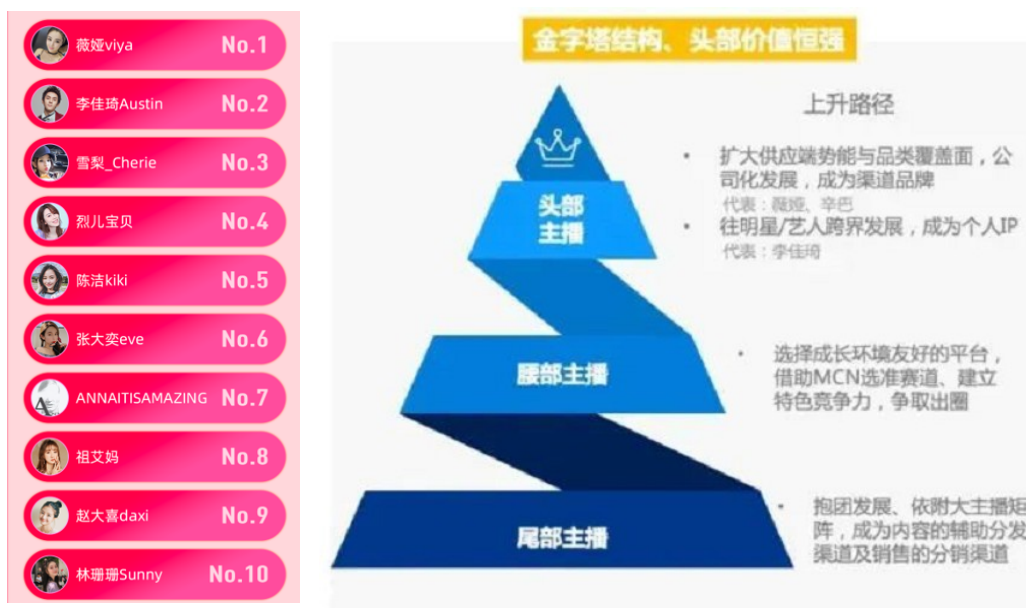 薇娅viya No.1
李佳琦Austin No.2
雪梨_Cherie No.3
烈儿宝贝 No.4
陈洁kiki No.5
张大奕eve No.6
ANNAITISAMAZING No.7
祖艾妈 No.8
赵大喜daxi No.9
林珊珊Sunny No.10
金字塔结构、头部价值恒强
上升路径
头部
主播
• 扩大供应端势能与品类覆盖面，公
司化发展，成为渠道品牌
代表：薇娅、辛巴
• 往明星/艺人跨界发展，成为个人IP
代表：李佳琦
腰部主播
• 选择成长环境友好的平台，
借助MCN选准赛道、建立
特色竞争力，争取出圈
尾部主播
• 抱团发展、依附大主播矩
阵，成为内容的辅助分发
渠道及销售的分销渠道